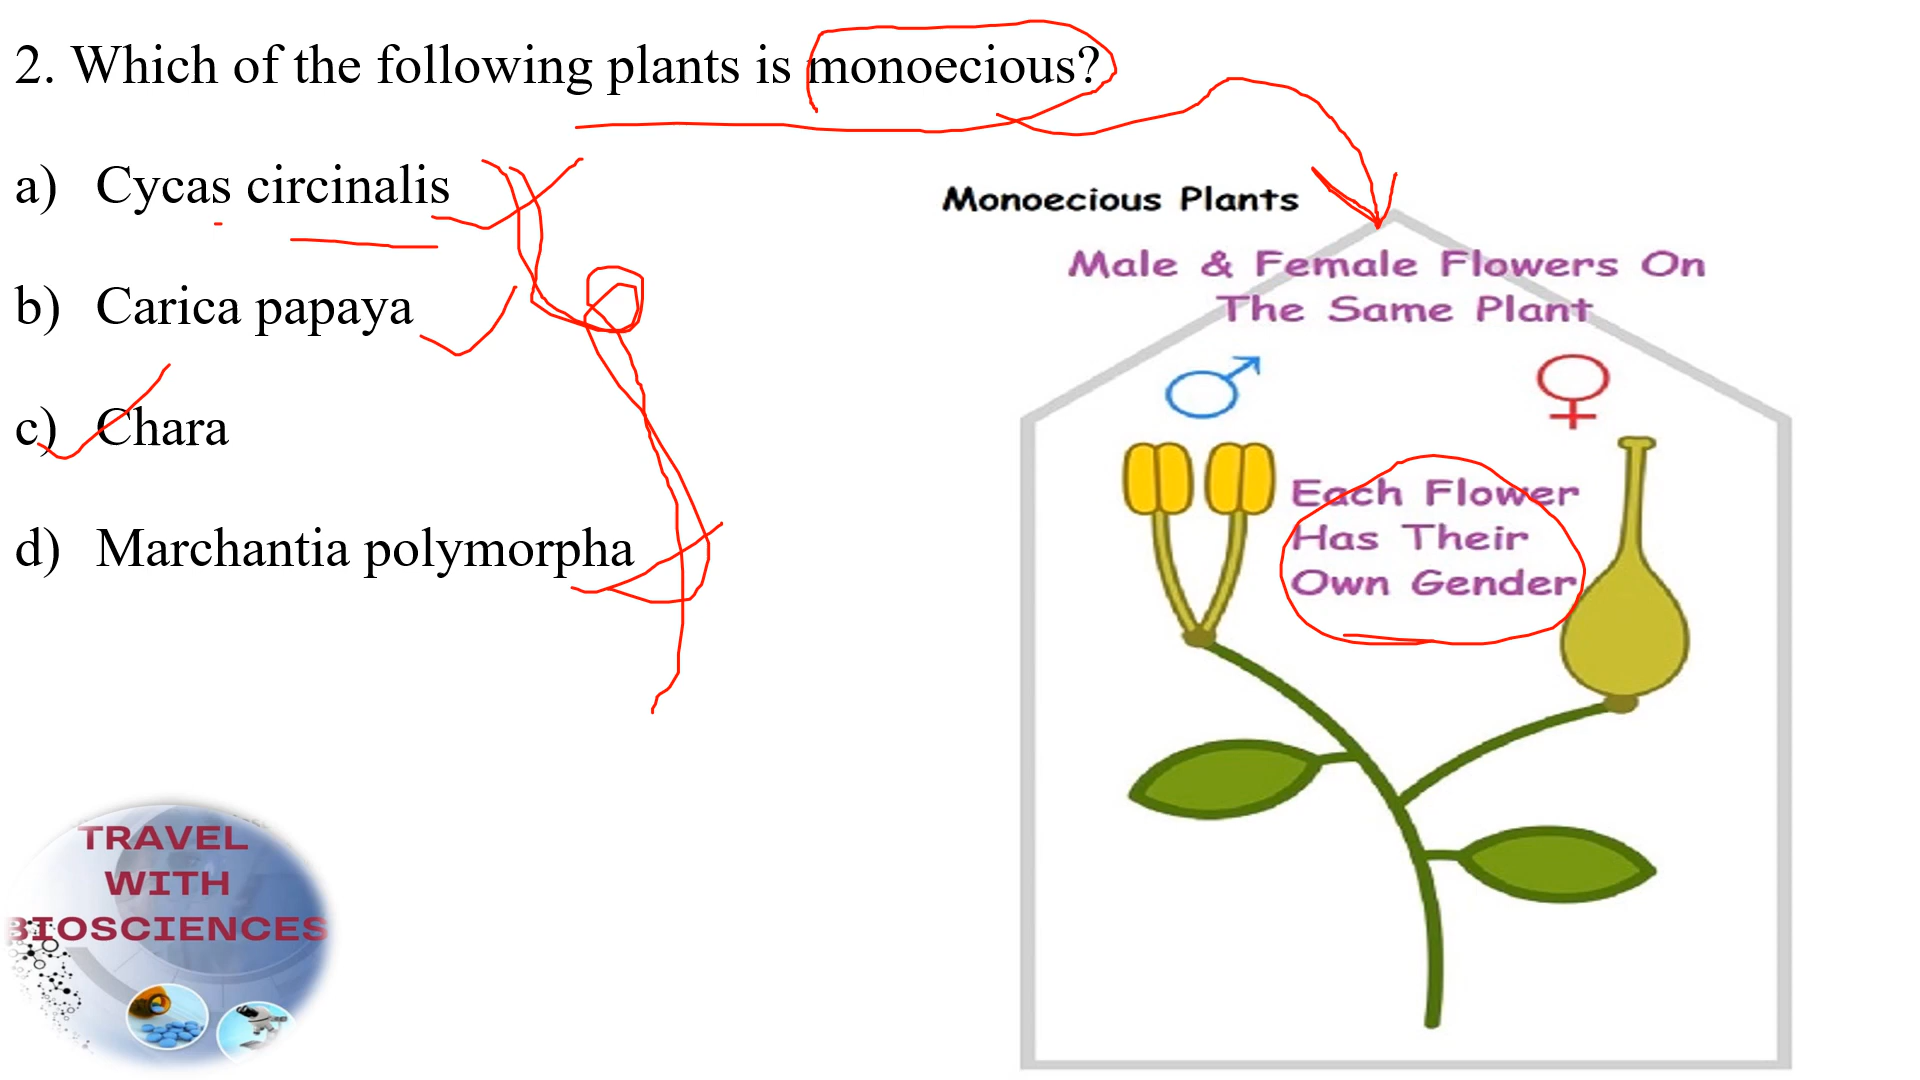 2. Which of the following plants is monoecious?
a) Cycas circinalis
b) Carica papaya
c) Chara
d) Marchantia polymorpha
Monoecious Plants
Male & Female Flowers On
The Same Plant
Each Flower
Has Their
Own Gender
TRAVEL
WITH
BIOSCIENCES